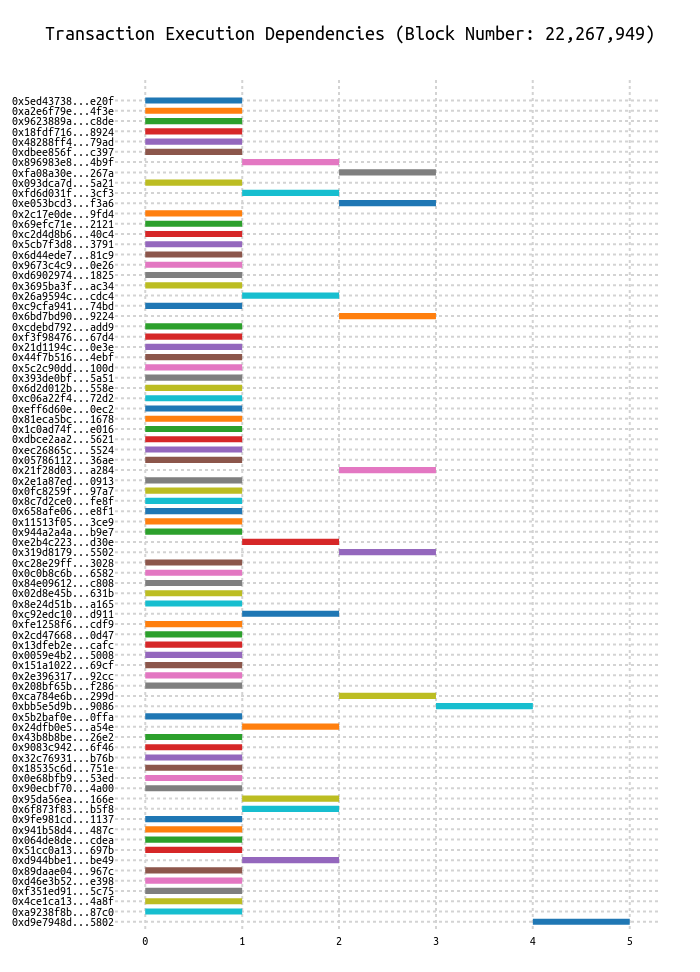 Transaction Execution Dependencies (Block Number: 22,267,949)
0x5ed43738...e20f
0xa2e6f79e...4f3e
0x9623889a...c8de
0x18fdf716...8924
0x48288ff4...79ad
0xdbee856f...c397
0x896983e8...4b9f
0xfa08a30e...267a
0x093dca7d...5a21
0xfd6d031f...3cf3
0xe053bcd3...f3a6
0x2c17e0de...9fd4
0x69efc71e...2121
0xc2d4d8b6...40c4
0x5cb7f3d8...3791
0x6d44ede7...81c9
0x9673c4c9...0e26
0xd6902974...1825
0x3695ba3f...ac34
0x26a9594c...cdc4
0xc9cfa941...74bd
0x6bd7bd90...9224
0xcdebd792...add9
0xf3f98476...67d4
0x21d1194c...0e3e
0x44f7b516...4ebf
0x5c2c90dd...100d
0x393de0bf...5a51
0x6d2d012b...558e
0xc06a22f4...72d2
0xeff6d60e...0ec2
0x81eca5bc...1678
0x1c0ad74f...e016
0xdbce2aa2...5621
0xec26865c...5524
0x05786112...36ae
0x21f28d03...a284
0x2e1a87ed...0913
0x0fc8259f...97a7
0x8c7d2ce0...fe8f
0x658afe06...e8f1
0x11513f05...3ce9
0x944a2a4a...b9e7
0xe2b4c223...d30e
0x319d8179...5502
0xc28e29ff...3028
0x0c0b8c6b...6582
0x84e09612...c808
0x02d8e45b...631b
0x8e24d51b...a165
0xc92edc10...d911
0xfe1258f6...cdf9
0x2cd47668...0d47
0x13dfeb2e...cafc
0x0059e4b2...5008
0x151a1022...69cf
0x2e396317...92cc
0x208bf65b...f286
0xca784e6b...299d
0xbb5e5d9b...9086
0x5b2baf0e...0ffa
0x24dfb0e5...a54e
0x43b8b8be...26e2
0x9083c942...6f46
0x32c76931...b76b
0x18535c6d...751e
0x0e68bfb9...53ed
0x90ecbf70...4a00
0x95da56ea...166e
0x6f873f83...b5f8
0x9fe981cd...1137
0x941b58d4...487c
0x064de8de...cdea
0x51cc0a13...697b
0xd944bbe1...be49
0x89daae04...967c
0xd46e3b52...e398
0xf351ed91...5c75
0x4ce1ca13...4a8f
0xa9238f8b...87c0
0xd9e7948d...5802
0 1 2 3 4 5